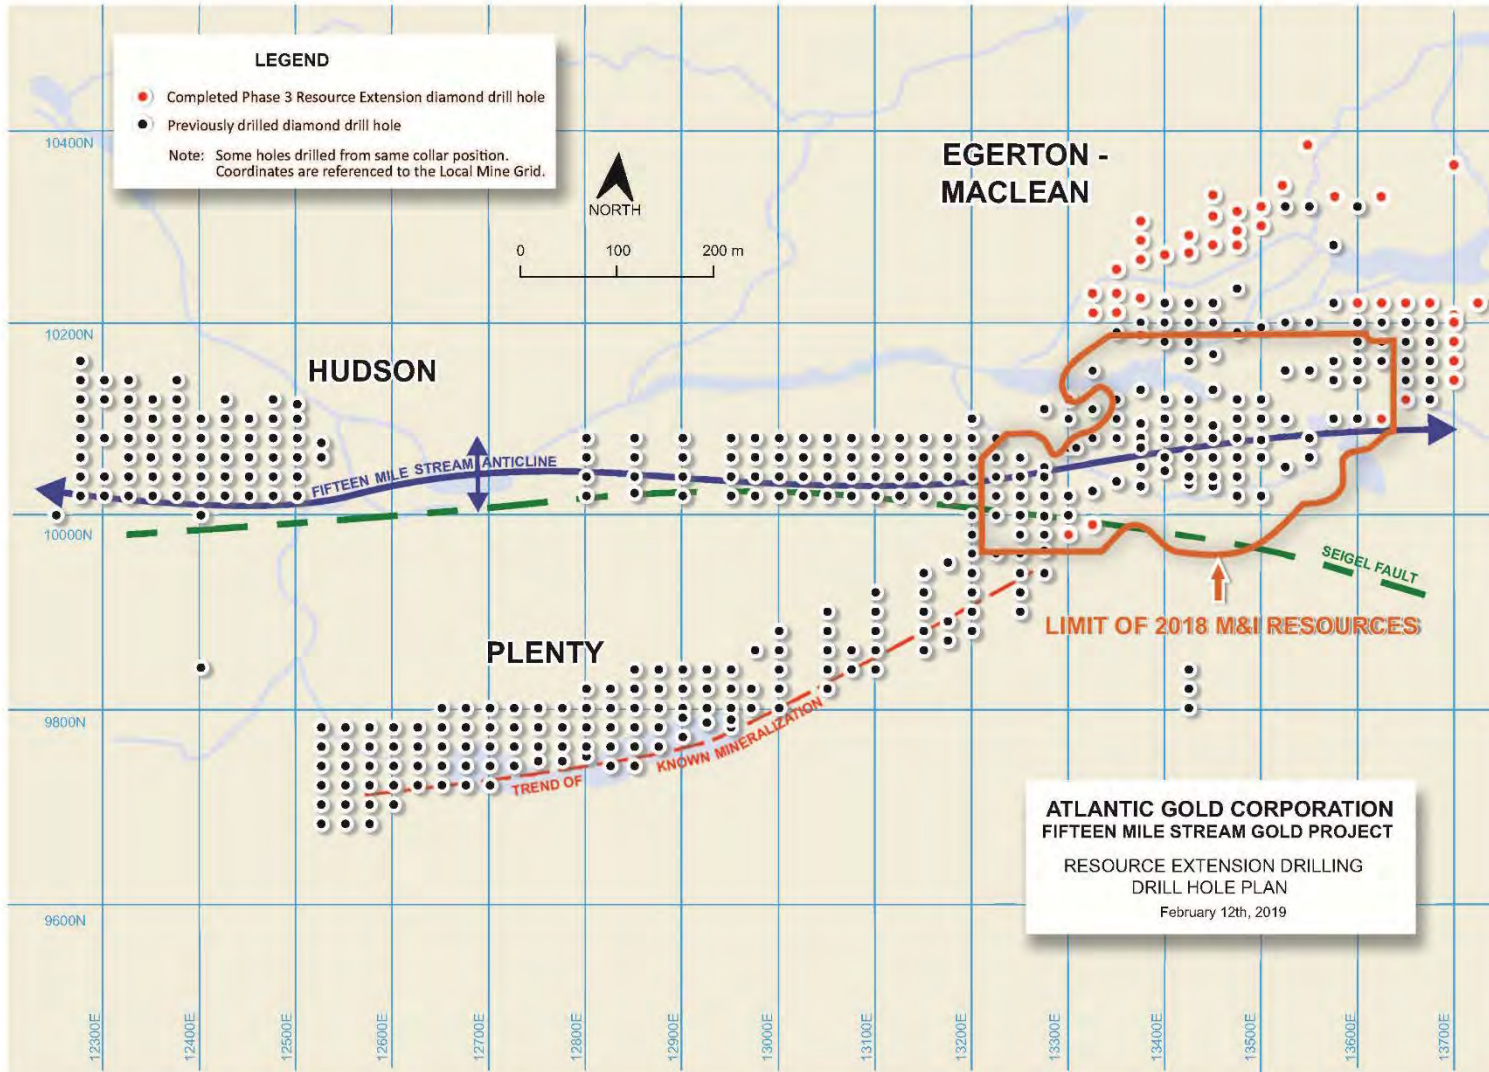 LEGEND
Completed Phase 3 Resource Extension diamond drill hole
Previously drilled diamond drill hole
Note: Some holes drilled from same collar position.
Coordinates are referenced to the Local Mine Grid.
10400N
NORTH
0 100 200 m
EGERTON -
MACLEAN
10200N
HUDSON
FIFTEEN MILE STREAM ANTICLINE
10000N
SEIGEL FAULT
LIMIT OF 2018 M&I RESOURCES
PLENTY
9800N
TREND OF KNOWN MINERALIZATION
ATLANTIC GOLD CORPORATION
FIFTEEN MILE STREAM GOLD PROJECT
RESOURCE EXTENSION DRILLING
DRILL HOLE PLAN
February 12th, 2019
9600N
12300E 12400E 12500E 12600E 12700E 12800E 12900E 13000E 13100E 13200E 13300E 13400E 13500E 13600E 13700E